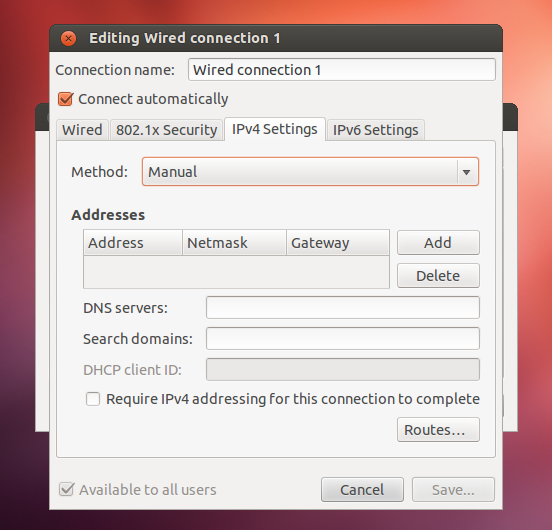 Editing Wired connection 1
Connection name: Wired connection 1
Connect automatically
Wired 802.1x Security IPv4 Settings IPv6 Settings
Method: Manual
Addresses
Address Netmask Gateway Add
Delete
DNS servers:
Search domains:
DHCP client ID:
Require IPv4 addressing for this connection to complete
Routes...
Available to all users Cancel Save...